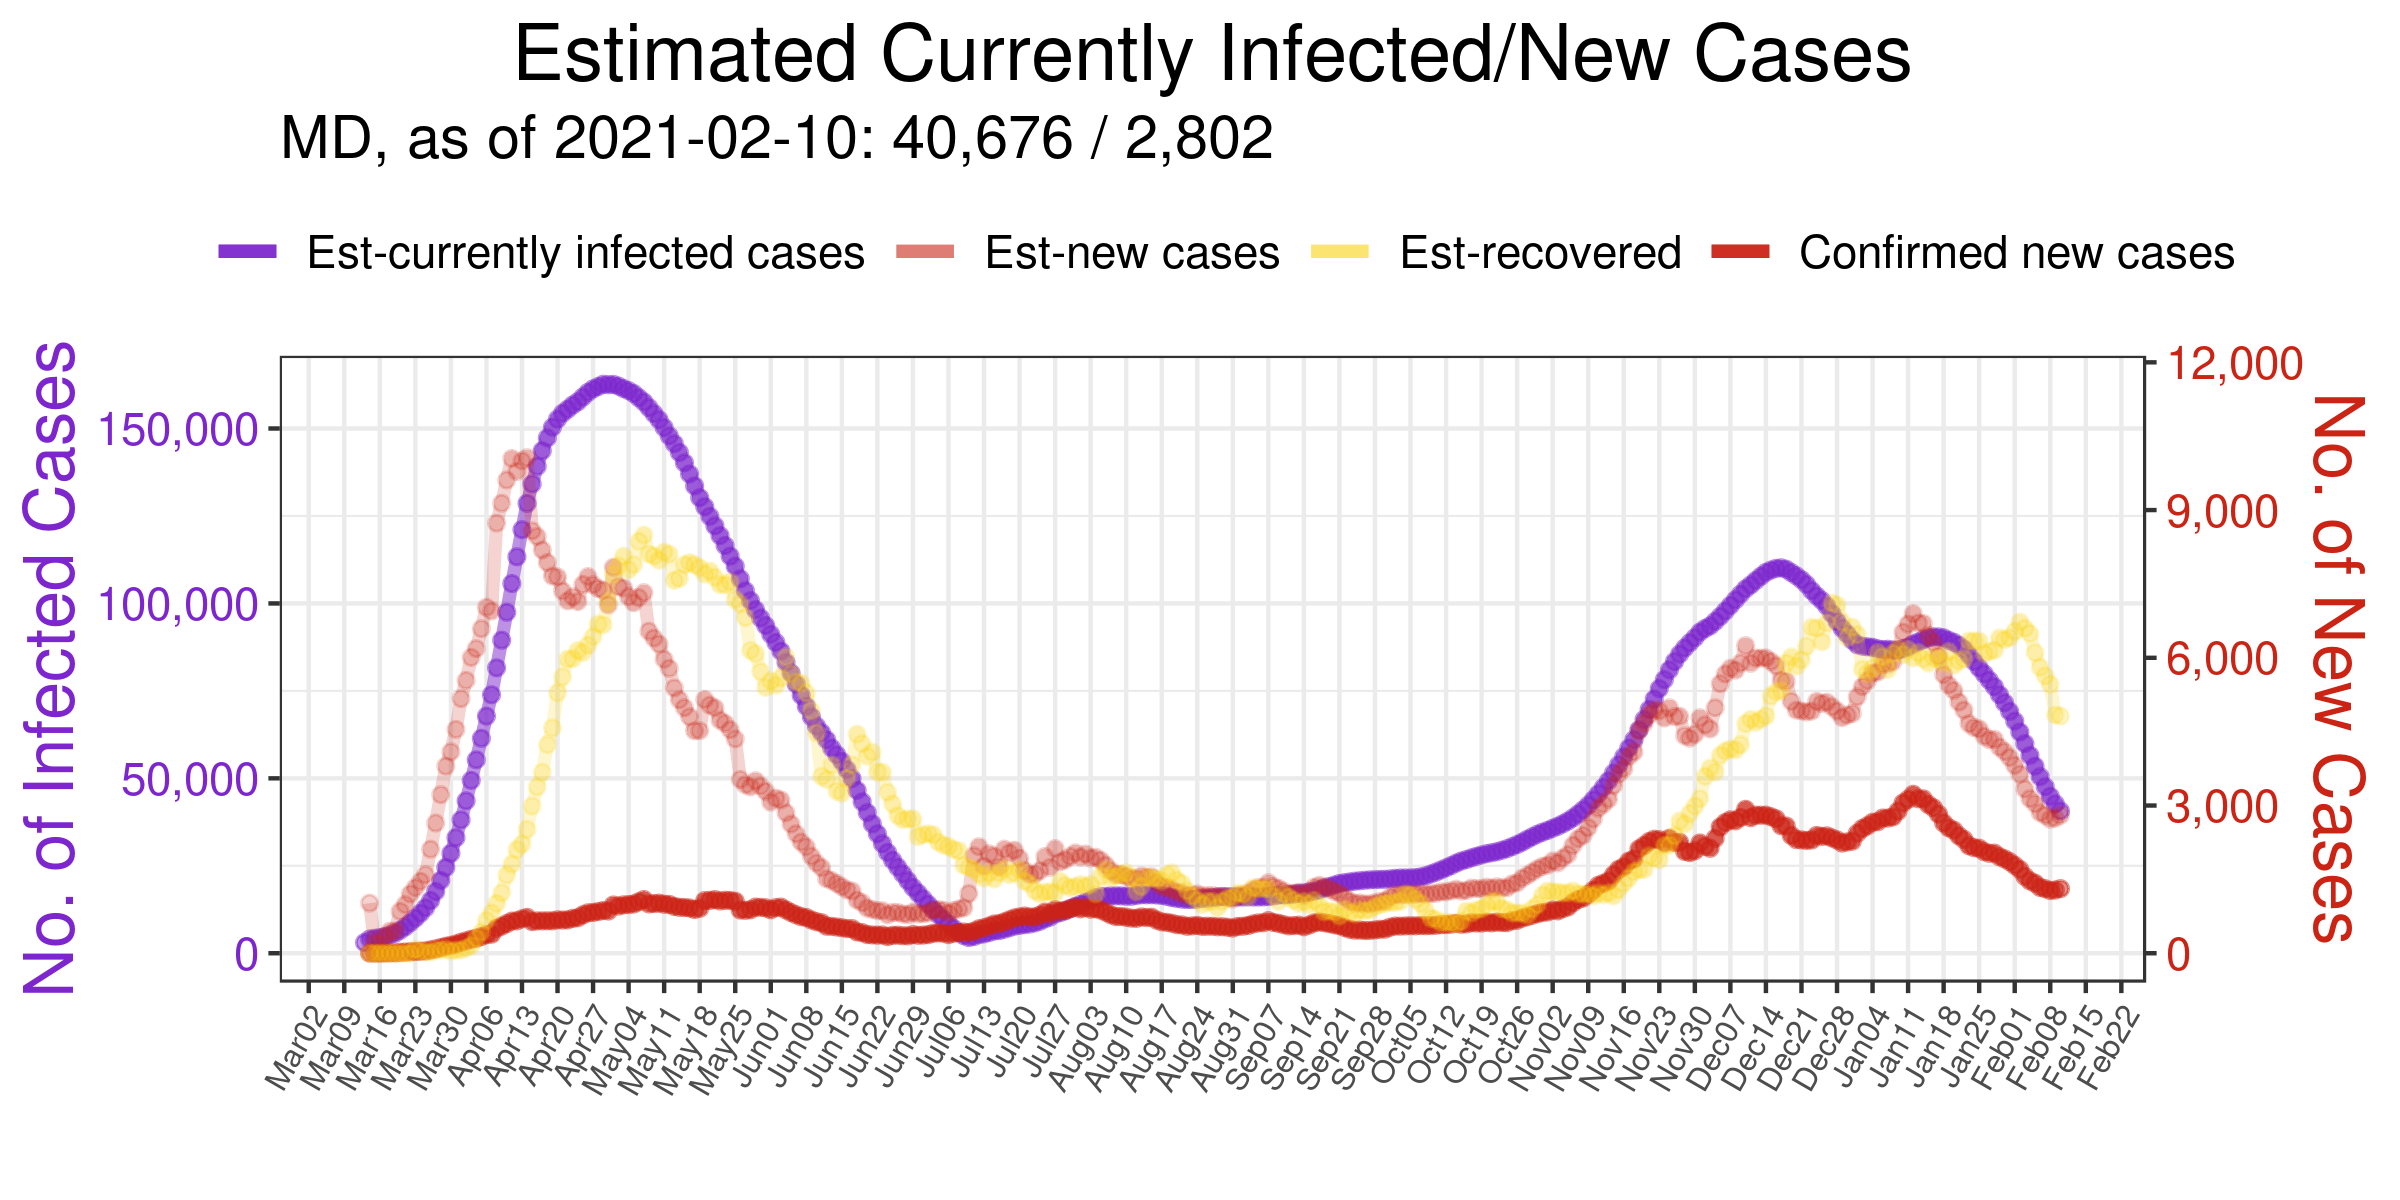 Estimated Currently Infected/New Cases
MD, as of 2021-02-10: 40,676 / 2,802
Est-currently infected cases Est-new cases Est-recovered Confirmed new cases
No. of Infected Cases
150,000
100,000
50,000
0
12,000
9,000
6,000
3,000
0
No. of New Cases
Mar02 Mar09 Mar16 Mar23 Mar30 Apr06 Apr13 Apr20 Apr27 May04 May11 May18 May25 Jun01 Jun08 Jun15 Jun22 Jun29 Jul06 Jul13 Jul20 Jul27 Aug03 Aug10 Aug17 Aug24 Aug31 Sep07 Sep14 Sep21 Sep28 Oct05 Oct12 Oct19 Oct26 Nov02 Nov09 Nov16 Nov23 Nov30 Dec07 Dec14 Dec21 Dec28 Jan04 Jan11 Jan18 Jan25 Feb01 Feb08 Feb15 Feb22